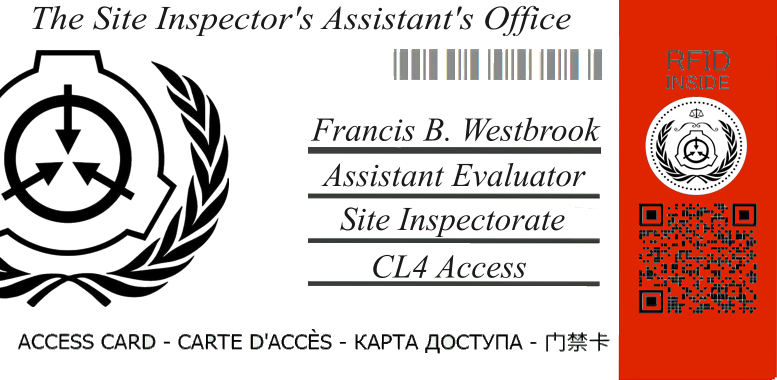 The Site Inspector's Assistant's Office
RFID
INSIDE
Francis B. Westbrook
Assistant Evaluator
Site Inspectorate
CL4 Access
ACCESS CARD - CARTE D'ACCÈS - КАРТА ДОСТУПА - 门禁卡